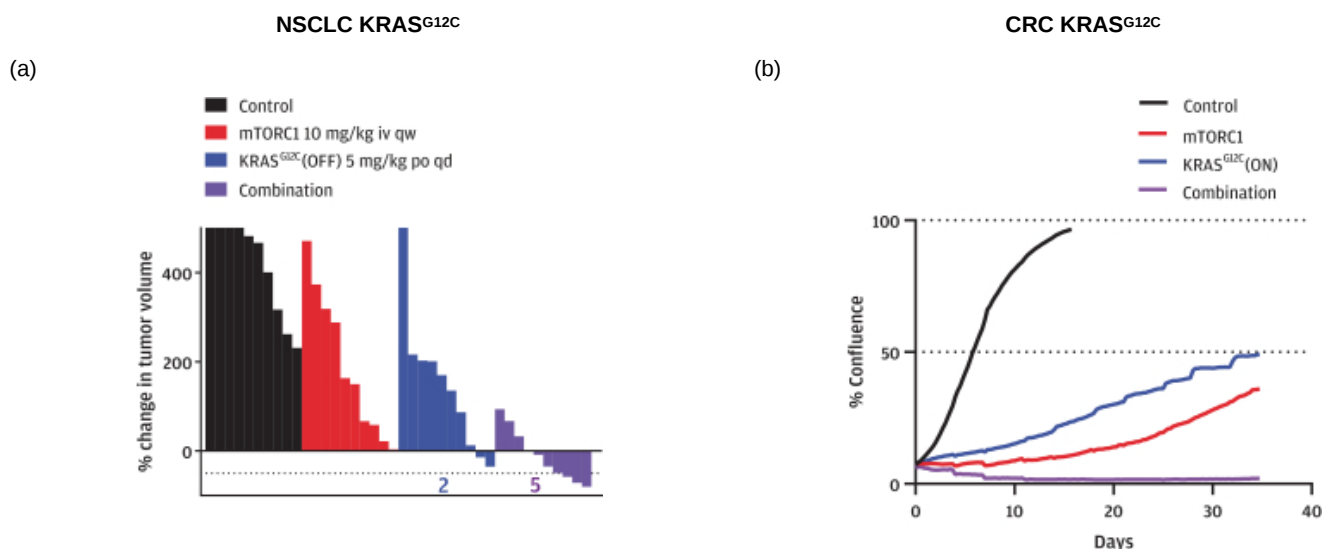 NSCLC KRASG12C
(a)
Control
mTORC1 10 mg/kg iv qw
KRASG12C(OFF) 5 mg/kg po qd
Combination
% change in tumor volume
400
200
0
2
5
CRC KRASG12C
(b)
Control
mTORC1
KRASG12C(ON)
Combination
% Confluence
100
50
0
0 10 20 30 40
Days